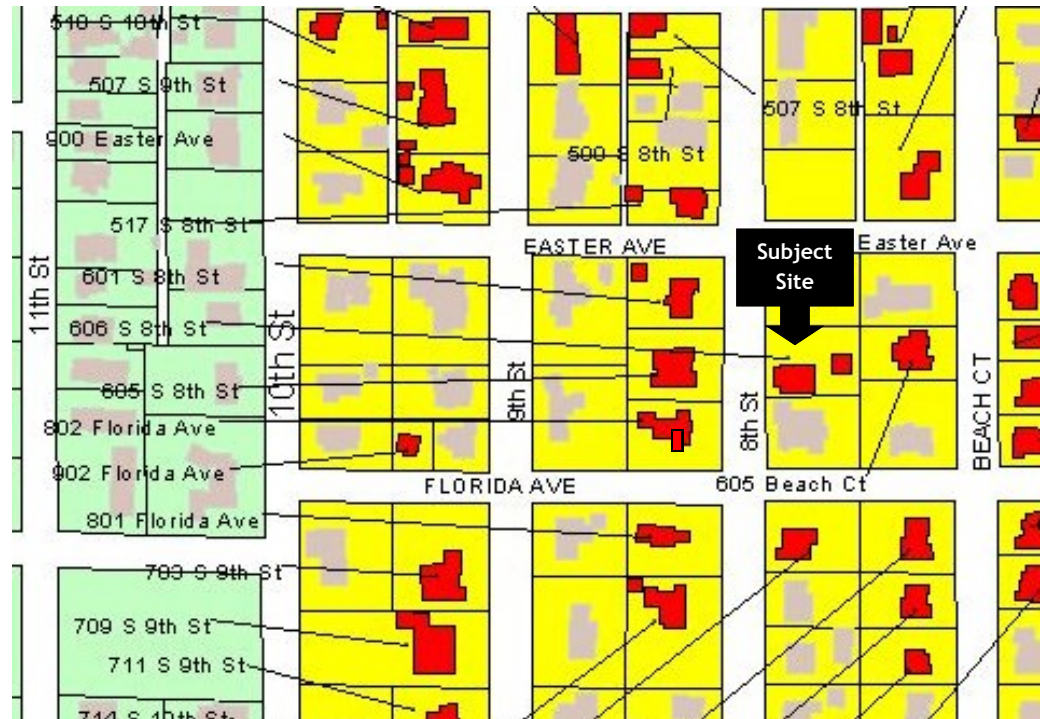 510 S 10th St
507 S 9th St
507 S 8th St
900 Easter Ave
500 S 8th St
517 S 8th St
EASTER AVE
Easter Ave
Subject
Site
601 S 8th St
11th St
606 S 8th St
10th St
605 S 8th St
9th St
8th St
BEACH CT
802 Florida Ave
902 Florida Ave
FLORIDA AVE
605 Beach Ct
801 Florida Ave
703 S 9th St
709 S 9th St
711 S 9th St
714 S 10th St